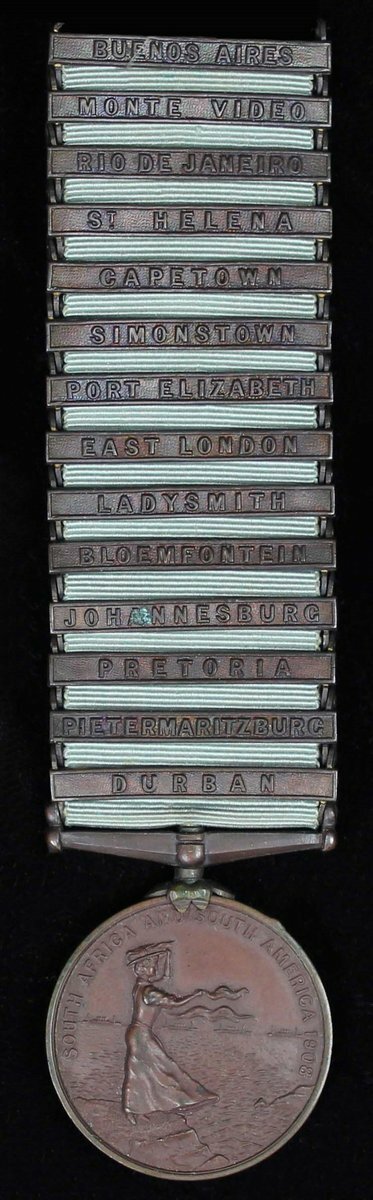 BUENOS AIRES
MONTE VIDEO
RIO DE JANEIRO
ST HELENA
CAPETOWN
SIMONSTOWN
PORT ELIZABETH
EAST LONDON
LADYSMITH
BLOEMFONTEIN
JOHANNESBURG
PRETORIA
PIETERMARITZBURG
DURBAN
SOUTH AFRICA AND SOUTH AMERICA 1908